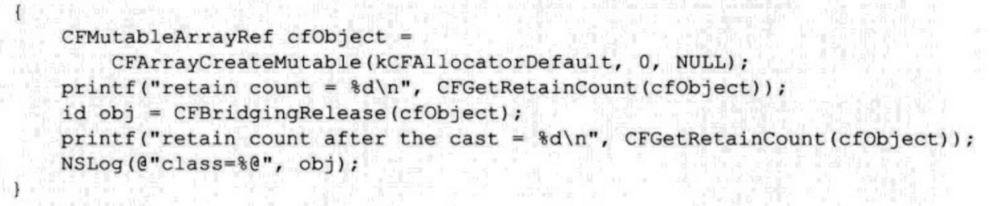 {
    CFMutableArrayRef cfObject =
        CFArrayCreateMutable(kCFAllocatorDefault, 0, NULL);
    printf("retain count = %d\n", CFGetRetainCount(cfObject));
    id obj = CFBridgingRelease(cfObject);
    printf("retain count after the cast = %d\n", CFGetRetainCount(cfObject));
    NSLog(@"class=%@", obj);
}